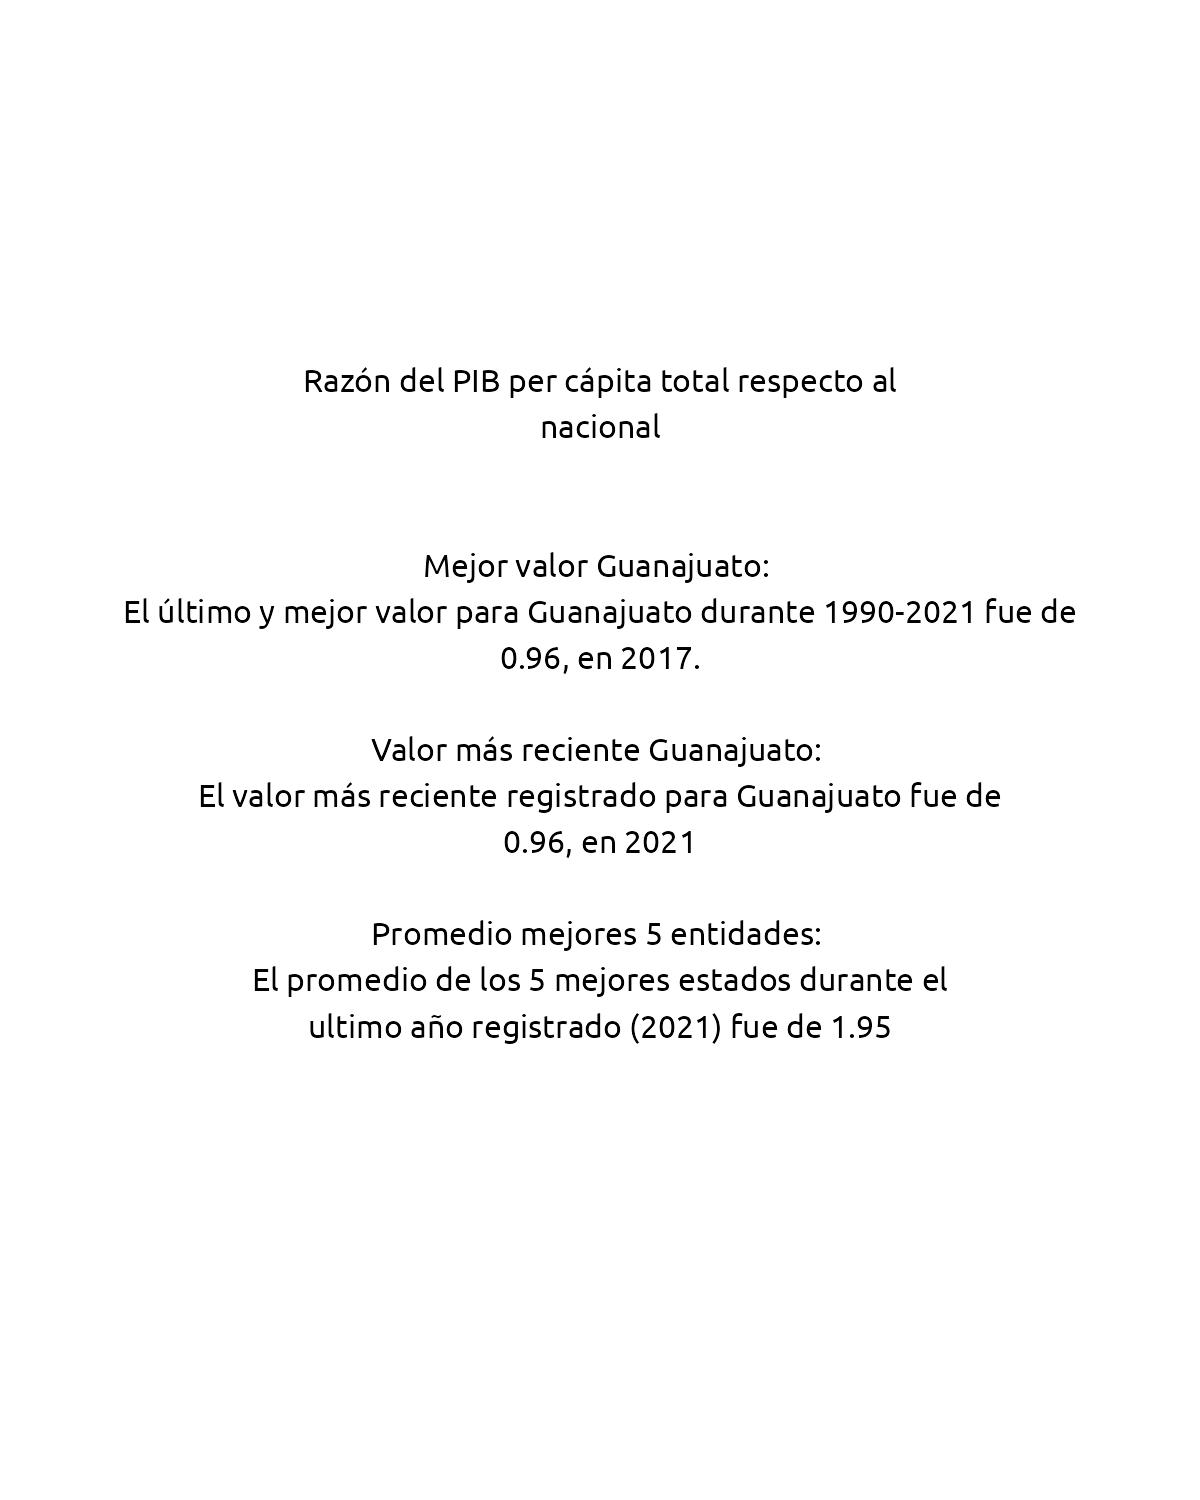 Razón del PIB per cápita total respecto al
nacional
Mejor valor Guanajuato:
El último y mejor valor para Guanajuato durante 1990-2021 fue de
0.96, en 2017.
Valor más reciente Guanajuato:
El valor más reciente registrado para Guanajuato fue de
0.96, en 2021
Promedio mejores 5 entidades:
El promedio de los 5 mejores estados durante el
ultimo año registrado (2021) fue de 1.95